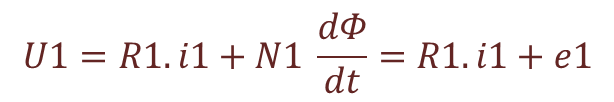 U1 = R1. i1 + N1 dΦ/dt = R1. i1 + e1